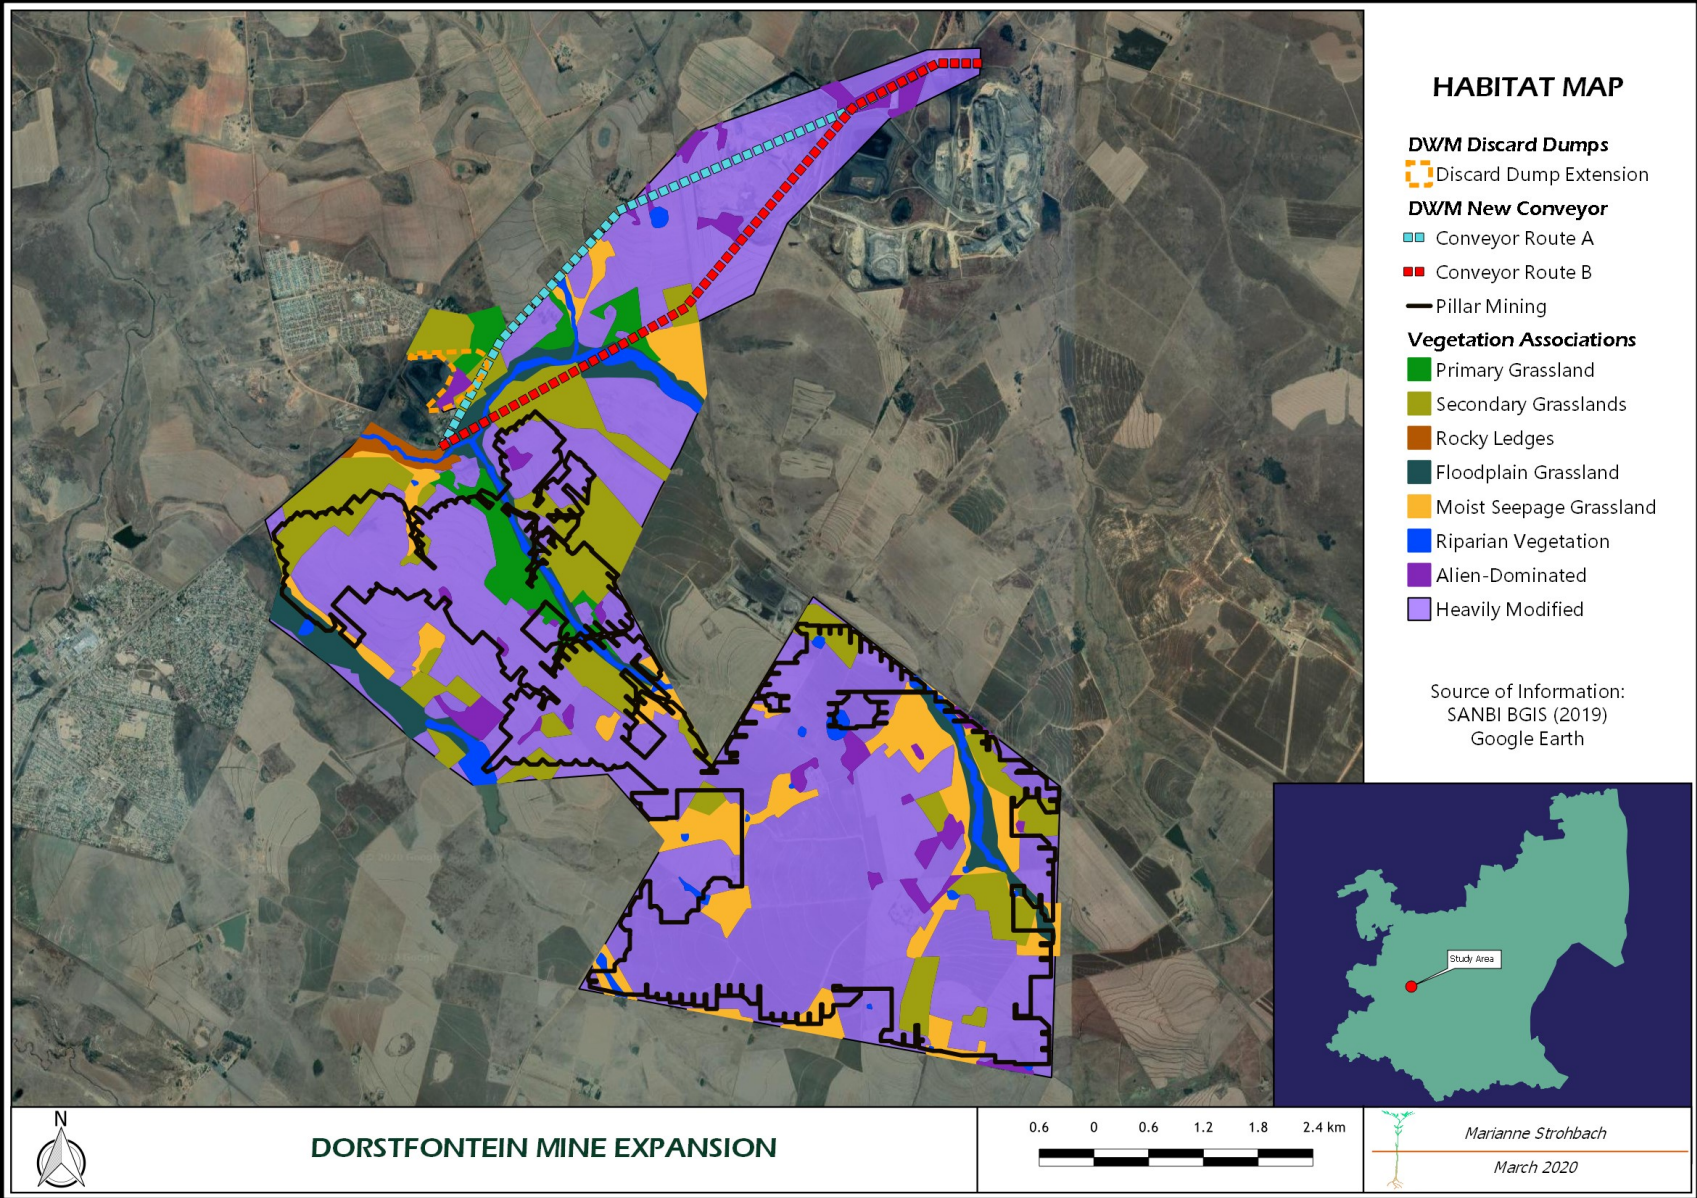 HABITAT MAP
DWM Discard Dumps
Discard Dump Extension
DWM New Conveyor
Conveyor Route A
Conveyor Route B
Pillar Mining
Vegetation Associations
Primary Grassland
Secondary Grasslands
Rocky Ledges
Floodplain Grassland
Moist Seepage Grassland
Riparian Vegetation
Alien-Dominated
Heavily Modified
Source of Information:
SANBI BGIS (2019)
Google Earth
Study Area
N
DORSTFONTEIN MINE EXPANSION
0.6 0 0.6 1.2 1.8 2.4 km
Marianne Strohbach
March 2020